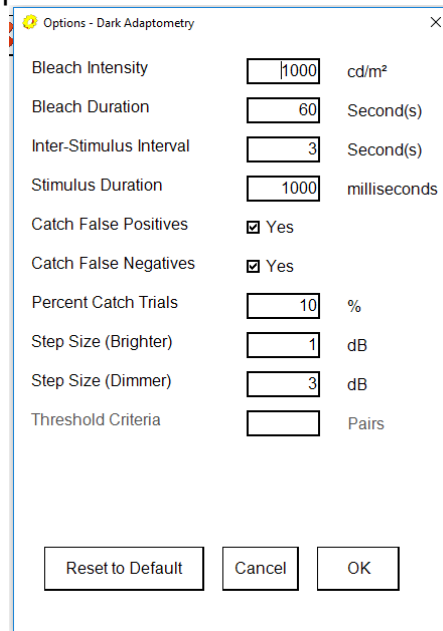 Options - Dark Adaptometry
Bleach Intensity 1000 cd/m²
Bleach Duration 60 Second(s)
Inter-Stimulus Interval 3 Second(s)
Stimulus Duration 1000 milliseconds
Catch False Positives Yes
Catch False Negatives Yes
Percent Catch Trials 10 %
Step Size (Brighter) 1 dB
Step Size (Dimmer) 3 dB
Threshold Criteria Pairs
Reset to Default Cancel OK